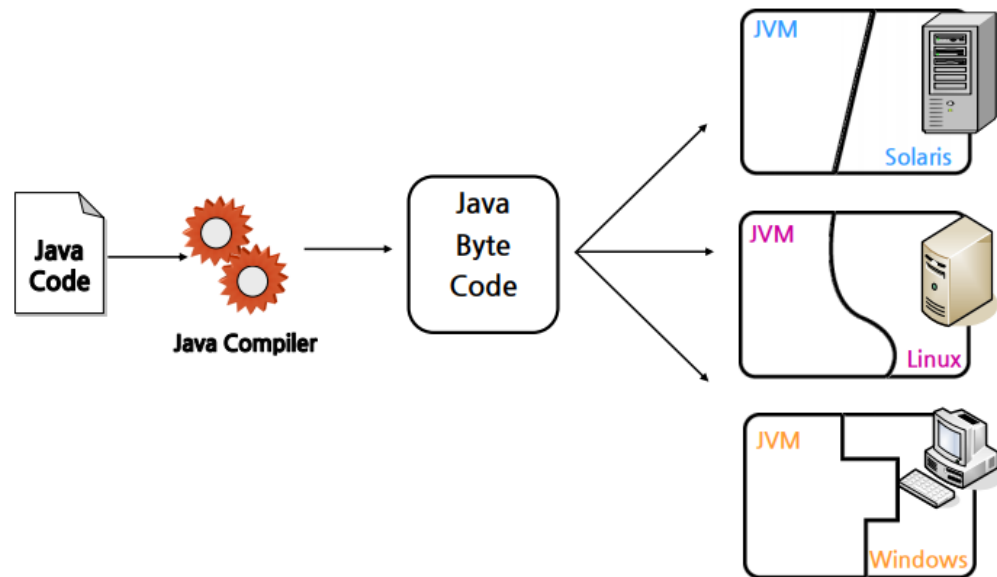 Java
Code
Java Compiler
Java
Byte
Code
JVM
Solaris
JVM
Linux
JVM
Windows